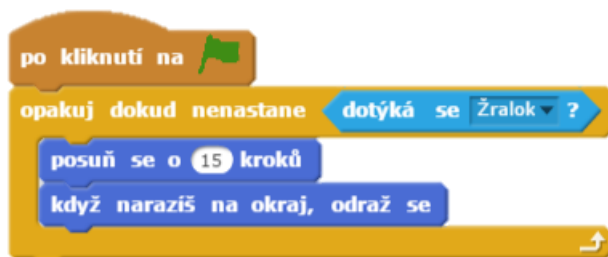 po kliknutí na
opakuj dokud nenastane dotýká se Žralok ?
posuň se o 15 kroků
když narazíš na okraj, odraž se